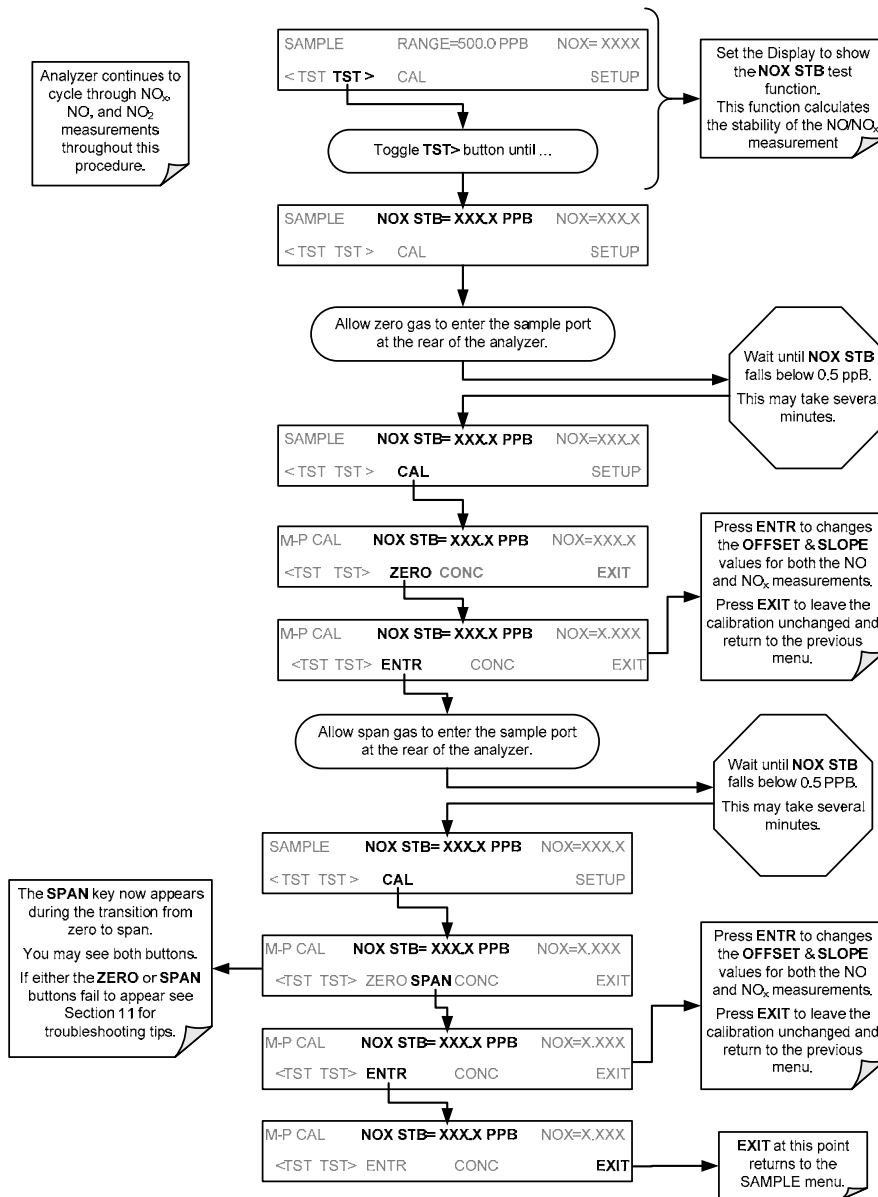 SAMPLE RANGE=500.0 PPB NOX= XXXX
< TST TST > CAL SETUP
Analyzer continues to
cycle through NOx,
NO, and NO2
measurements
throughout this
procedure.
Set the Display to show
the NOX STB test
function.
This function calculates
the stability of the NO/NOx
measurement
Toggle TST> button until ...
SAMPLE NOX STB= XXX.X PPB NOX=XXX.X
< TST TST > CAL SETUP
Allow zero gas to enter the sample port
at the rear of the analyzer.
Wait until NOX STB
falls below 0.5 ppB.
This may take several
minutes.
SAMPLE NOX STB= XXX.X PPB NOX=XXX.X
< TST TST > CAL SETUP
M-P CAL NOX STB= XXX.X PPB NOX=XXX.X
<TST TST> ZERO CONC EXIT
Press ENTR to changes
the OFFSET & SLOPE
values for both the NO
and NOx measurements.
Press EXIT to leave the
calibration unchanged and
return to the previous
menu.
M-P CAL NOX STB= XXX.X PPB NOX=X.XXX
<TST TST> ENTR CONC EXIT
Allow span gas to enter the sample port
at the rear of the analyzer.
Wait until NOX STB
falls below 0.5 PPB.
This may take several
minutes.
SAMPLE NOX STB= XXX.X PPB NOX=XXX.X
< TST TST > CAL SETUP
The SPAN key now appears
during the transition from
zero to span.
You may see both buttons.
If either the ZERO or SPAN
buttons fail to appear see
Section 11 for
troubleshooting tips.
M-P CAL NOX STB= XXX.X PPB NOX=X.XXX
<TST TST> ZERO SPAN CONC EXIT
Press ENTR to changes
the OFFSET & SLOPE
values for both the NO
and NOx measurements.
Press EXIT to leave the
calibration unchanged and
return to the previous
menu.
M-P CAL NOX STB= XXX.X PPB NOX=X.XXX
<TST TST> ENTR CONC EXIT
M-P CAL NOX STB= XXX.X PPB NOX=X.XXX
<TST TST> ENTR CONC EXIT
EXIT at this point
returns to the
SAMPLE menu.